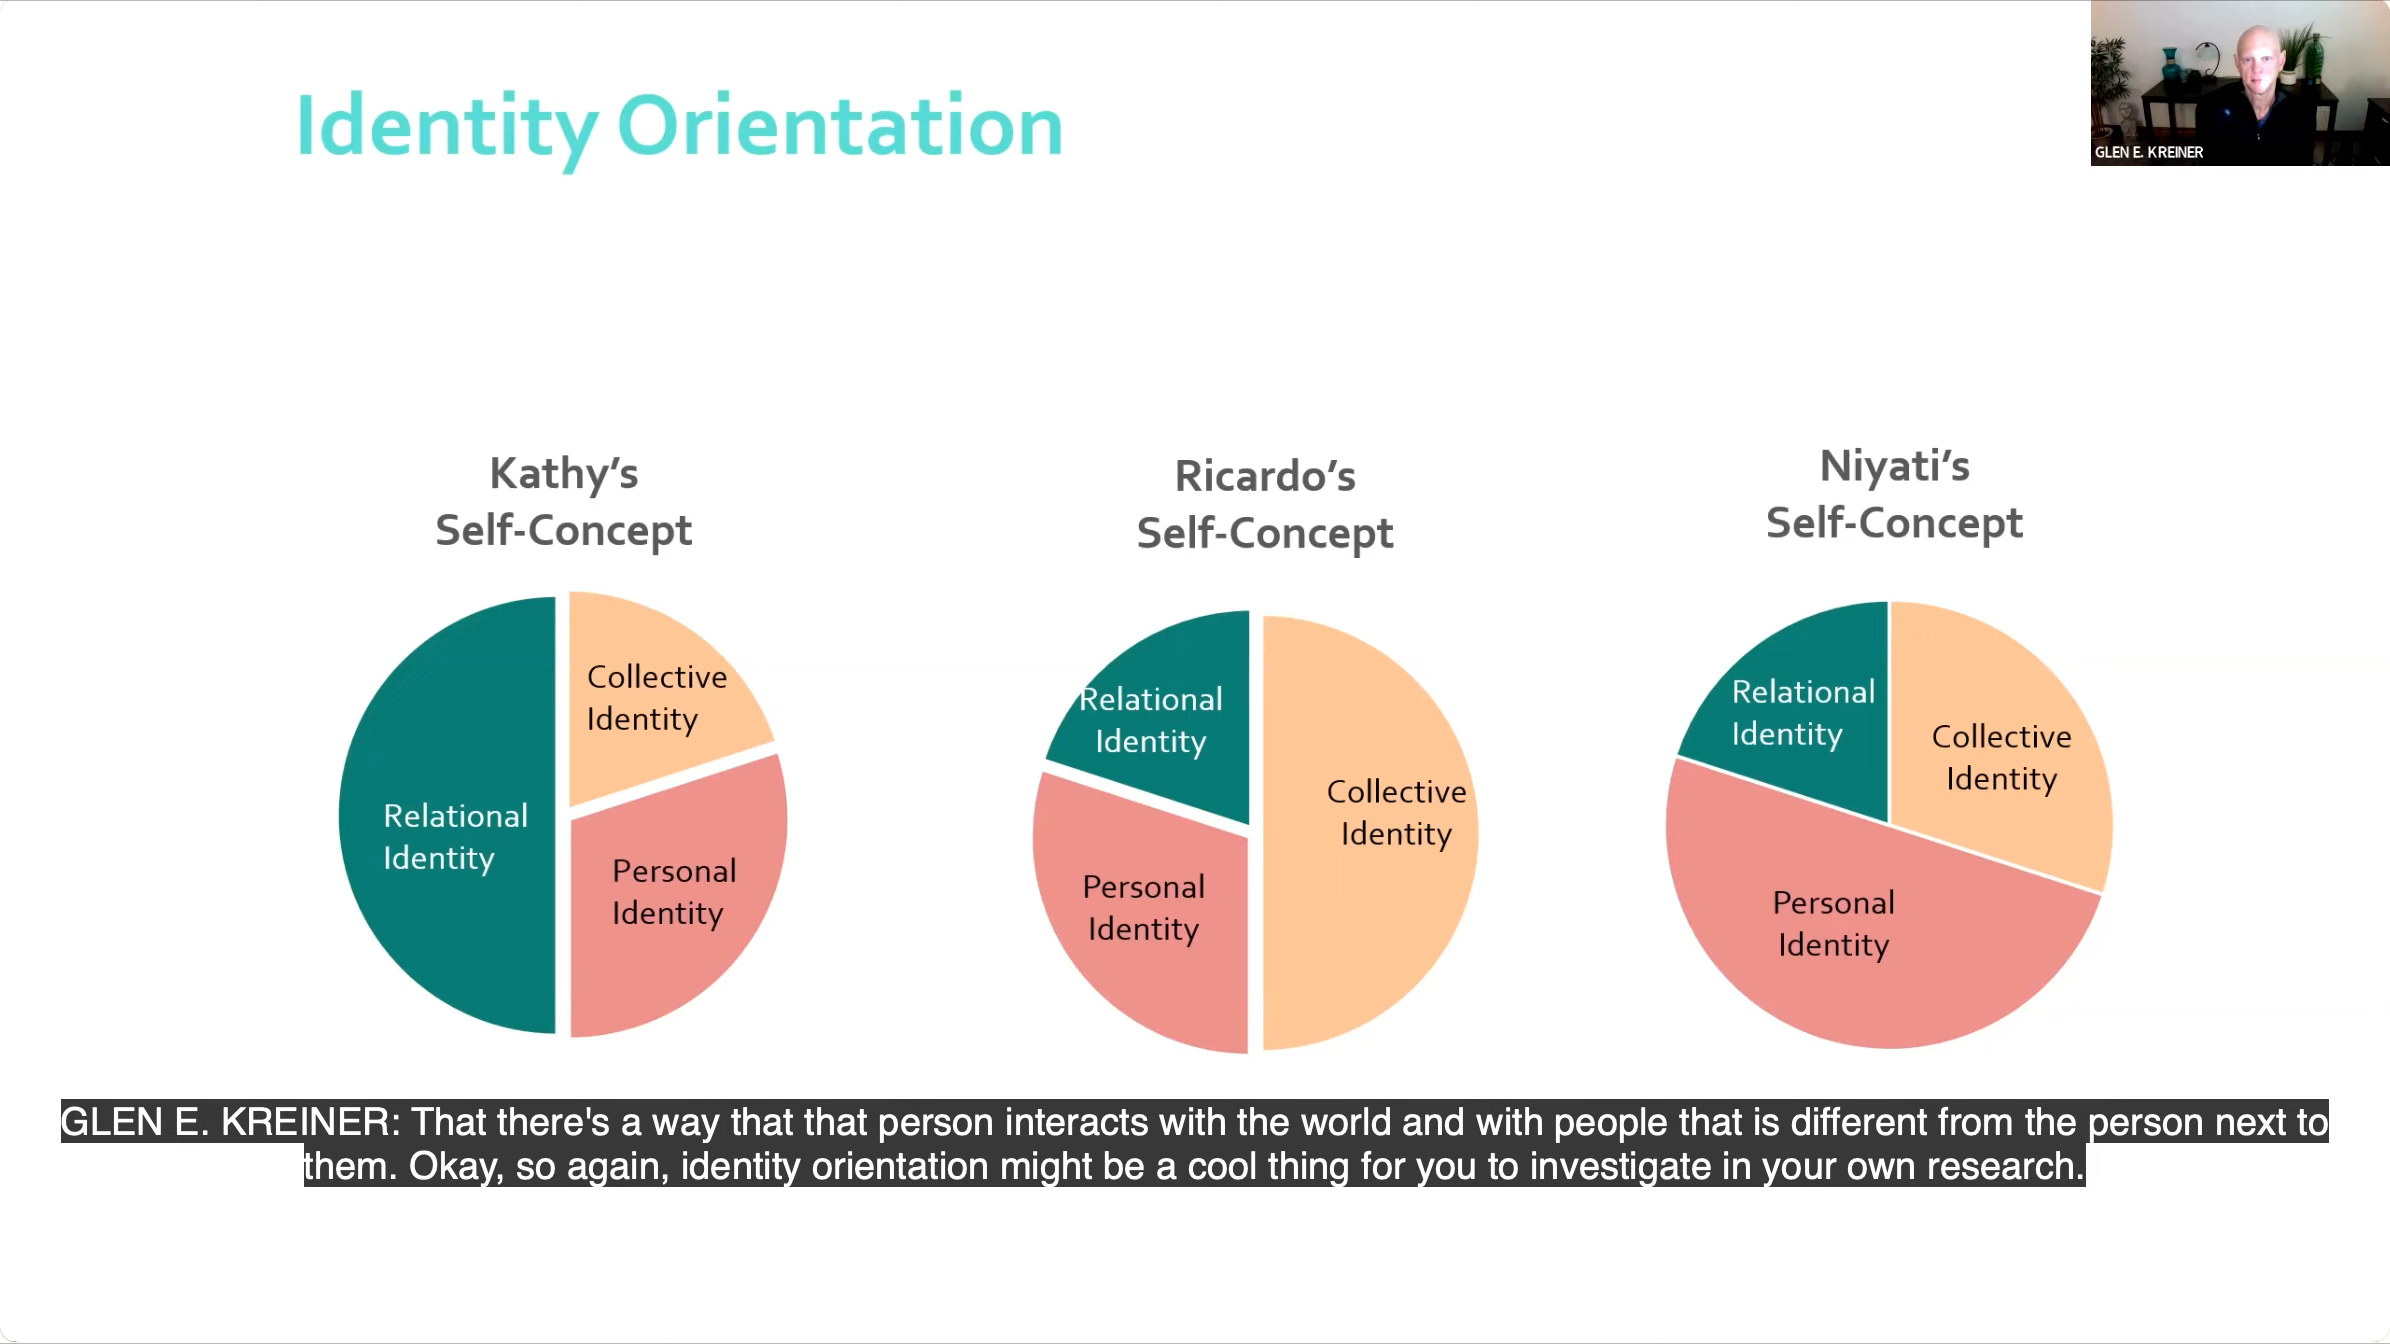 Identity Orientation
GLEN E. KREINER
Kathy's
Self-Concept
Collective
Identity
Relational
Identity
Personal
Identity
Ricardo's
Self-Concept
Relational
Identity
Collective
Identity
Personal
Identity
Niyati's
Self-Concept
Relational
Identity
Collective
Identity
Personal
Identity
GLEN E. KREINER: That there's a way that that person interacts with the world and with people that is different from the person next to
them. Okay, so again, identity orientation might be a cool thing for you to investigate in your own research.